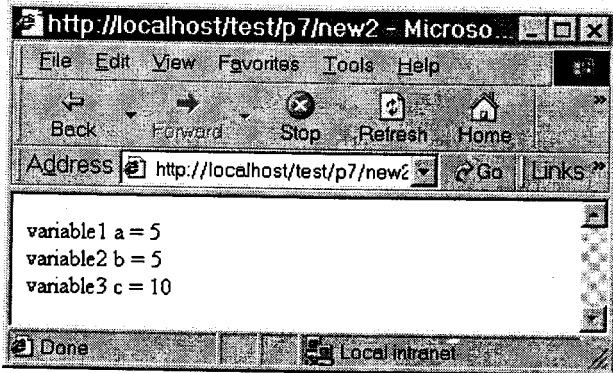 http://localhost/test/p7/new2 - Microso...
File Edit View Favorites Tools Help
Back Forward Stop Refresh Home »
Address http://localhost/test/p7/new2 Go Links »
variable1 a = 5
variable2 b = 5
variable3 c = 10
Done Local intranet